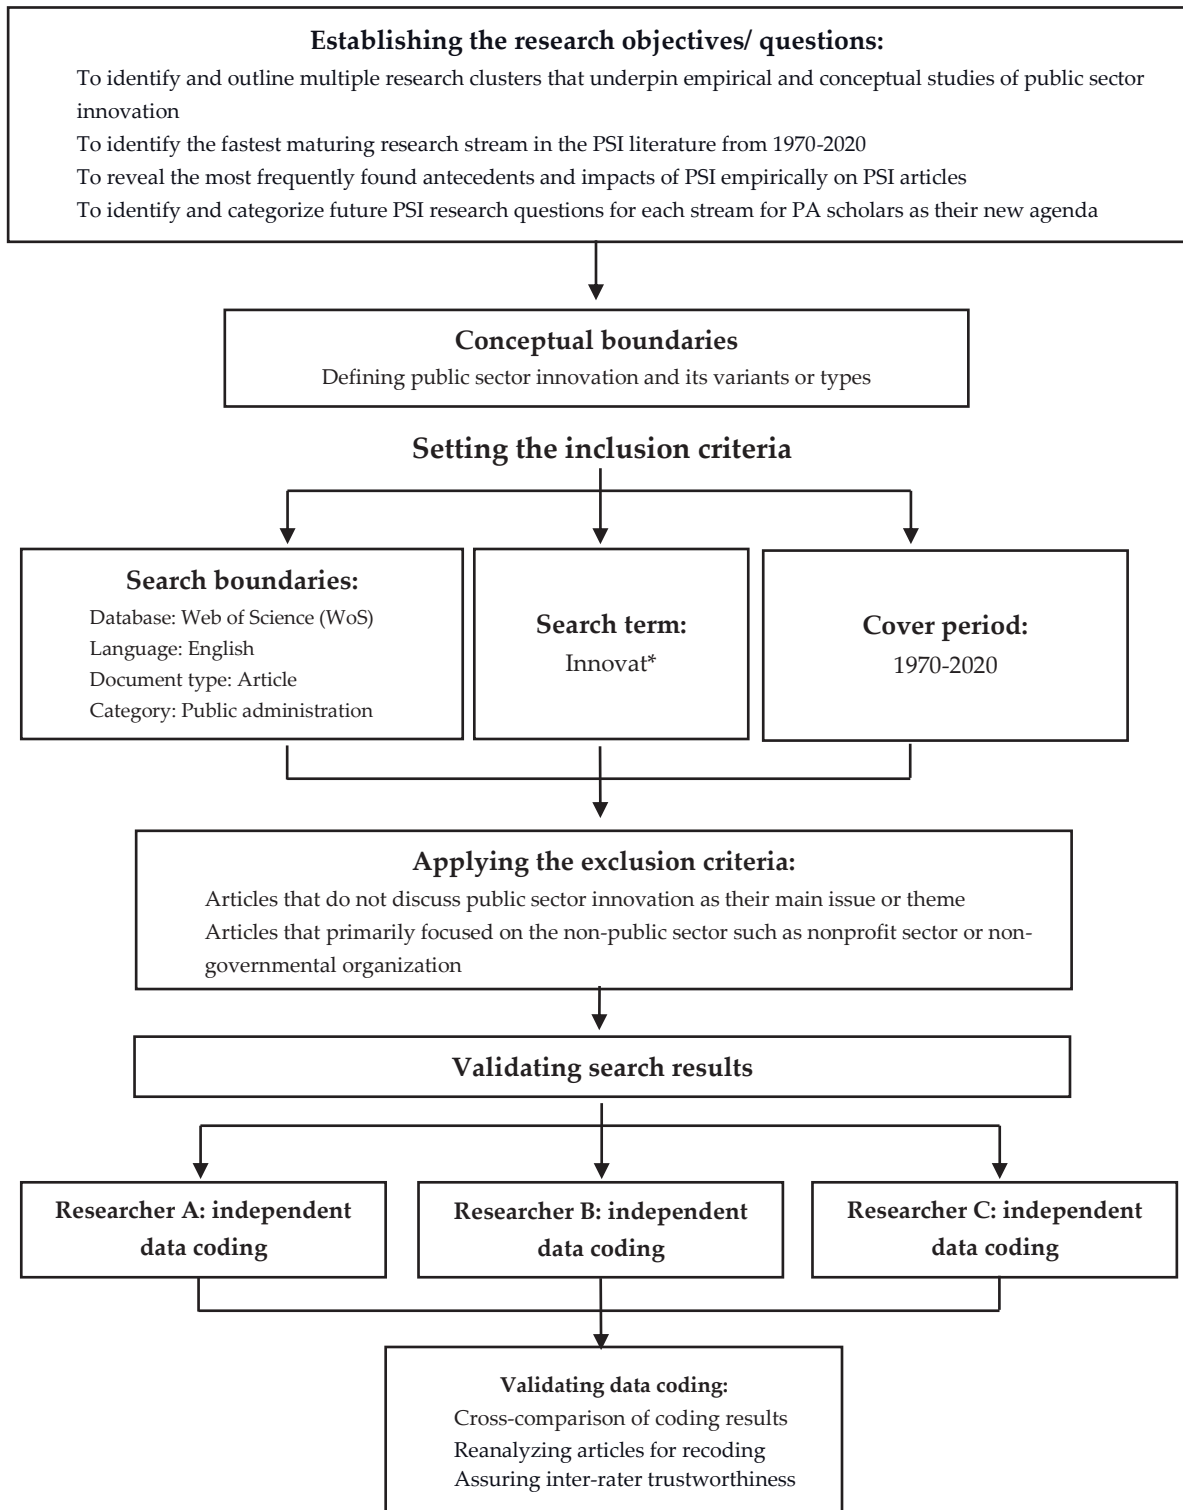 Establishing the research objectives/ questions:
To identify and outline multiple research clusters that underpin empirical and conceptual studies of public sector
innovation
To identify the fastest maturing research stream in the PSI literature from 1970-2020
To reveal the most frequently found antecedents and impacts of PSI empirically on PSI articles
To identify and categorize future PSI research questions for each stream for PA scholars as their new agenda
Conceptual boundaries
Defining public sector innovation and its variants or types
Setting the inclusion criteria
Search boundaries:
Database: Web of Science (WoS)
Language: English
Document type: Article
Category: Public administration
Search term:
Innovat*
Cover period:
1970-2020
Applying the exclusion criteria:
Articles that do not discuss public sector innovation as their main issue or theme
Articles that primarily focused on the non-public sector such as nonprofit sector or non-
governmental organization
Validating search results
Researcher A: independent
data coding
Researcher B: independent
data coding
Researcher C: independent
data coding
Validating data coding:
Cross-comparison of coding results
Reanalyzing articles for recoding
Assuring inter-rater trustworthiness